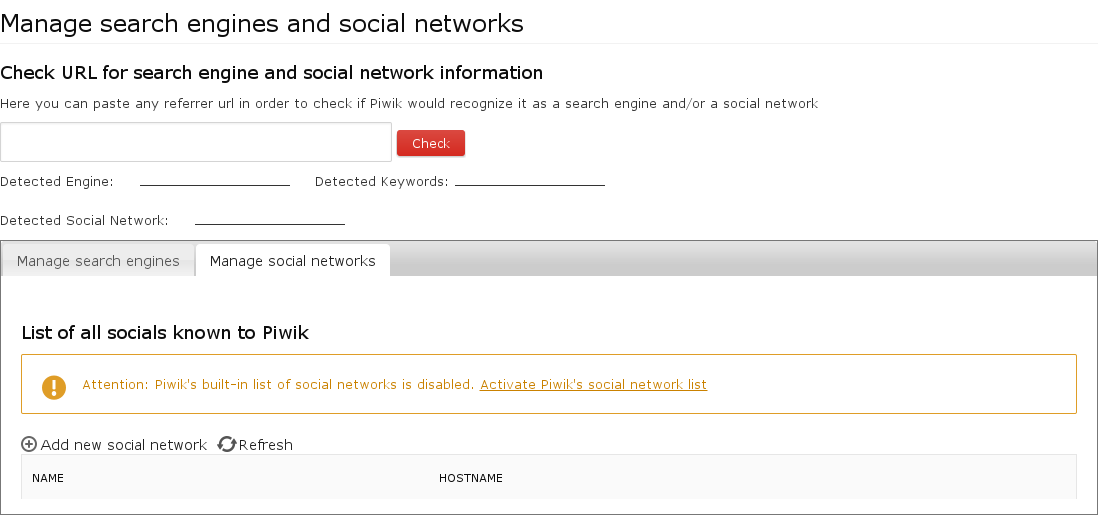 Manage search engines and social networks
Check URL for search engine and social network information
Here you can paste any referrer url in order to check if Piwik would recognize it as a search engine and/or a social network
Check
Detected Engine: Detected Keywords:
Detected Social Network:
Manage search engines Manage social networks
List of all socials known to Piwik
Attention: Piwik's built-in list of social networks is disabled. Activate Piwik's social network list
Add new social network Refresh
NAME HOSTNAME